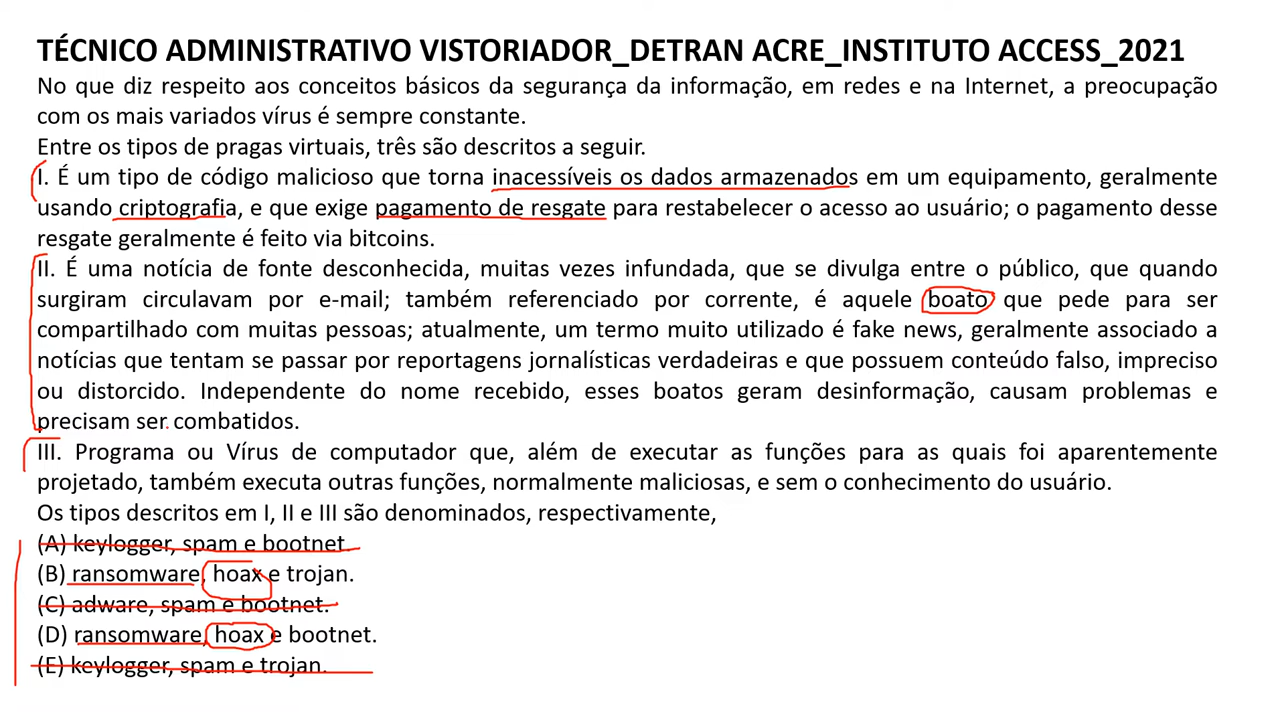 TÉCNICO ADMINISTRATIVO VISTORIADOR_DETRAN ACRE_INSTITUTO ACCESS_2021
No que diz respeito aos conceitos básicos da segurança da informação, em redes e na Internet, a preocupação
com os mais variados vírus é sempre constante.
Entre os tipos de pragas virtuais, três são descritos a seguir.
I. É um tipo de código malicioso que torna inacessíveis os dados armazenados em um equipamento, geralmente
usando criptografia, e que exige pagamento de resgate para restabelecer o acesso ao usuário; o pagamento desse
resgate geralmente é feito via bitcoins.
II. É uma notícia de fonte desconhecida, muitas vezes infundada, que se divulga entre o público, que quando
surgiram circulavam por e-mail; também referenciado por corrente, é aquele boato que pede para ser
compartilhado com muitas pessoas; atualmente, um termo muito utilizado é fake news, geralmente associado a
notícias que tentam se passar por reportagens jornalísticas verdadeiras e que possuem conteúdo falso, impreciso
ou distorcido. Independente do nome recebido, esses boatos geram desinformação, causam problemas e
precisam ser combatidos.
III. Programa ou Vírus de computador que, além de executar as funções para as quais foi aparentemente
projetado, também executa outras funções, normalmente maliciosas, e sem o conhecimento do usuário.
Os tipos descritos em I, II e III são denominados, respectivamente,
(A) keylogger, spam e bootnet.
(B) ransomware, hoax e trojan.
(C) adware, spam e bootnet.
(D) ransomware, hoax e bootnet.
(E) keylogger, spam e trojan.